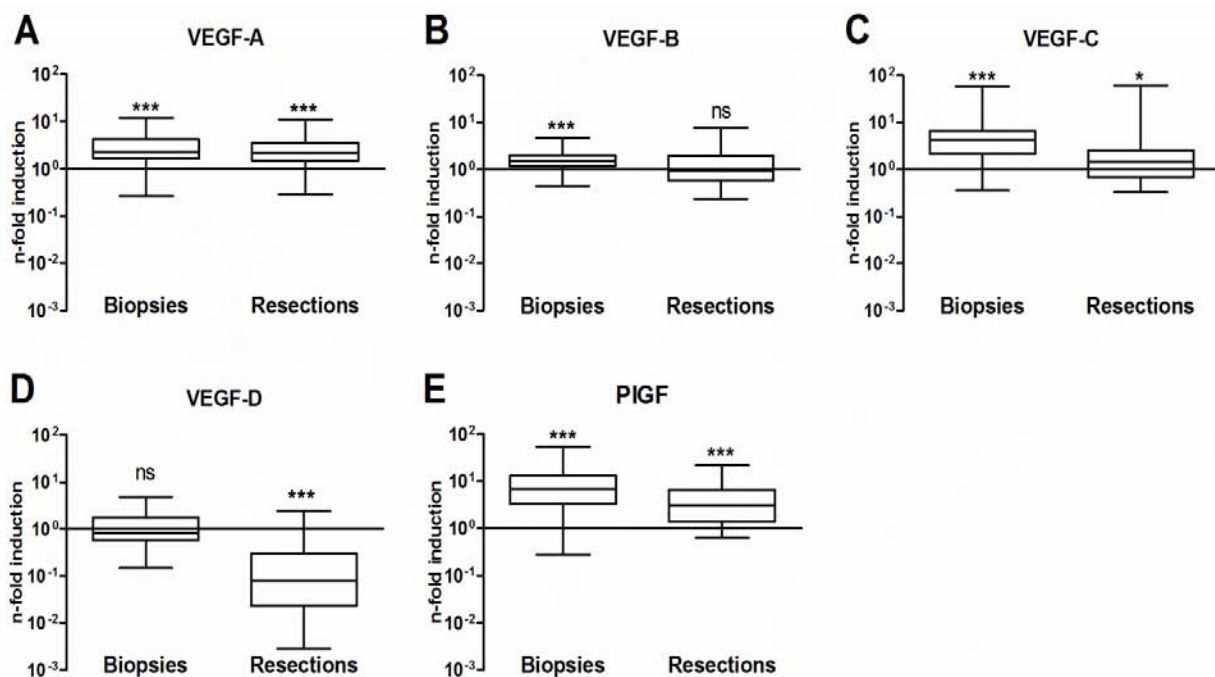 A
VEGF-A
n-fold induction
10²
10¹
10⁰
10⁻¹
10⁻²
10⁻³
***
***
Biopsies Resections
B
VEGF-B
n-fold induction
10²
10¹
10⁰
10⁻¹
10⁻²
10⁻³
***
ns
Biopsies Resections
C
VEGF-C
n-fold induction
10²
10¹
10⁰
10⁻¹
10⁻²
10⁻³
***
*
Biopsies Resections
D
VEGF-D
n-fold induction
10²
10¹
10⁰
10⁻¹
10⁻²
10⁻³
ns
***
Biopsies Resections
E
PlGF
n-fold induction
10²
10¹
10⁰
10⁻¹
10⁻²
10⁻³
***
***
Biopsies Resections